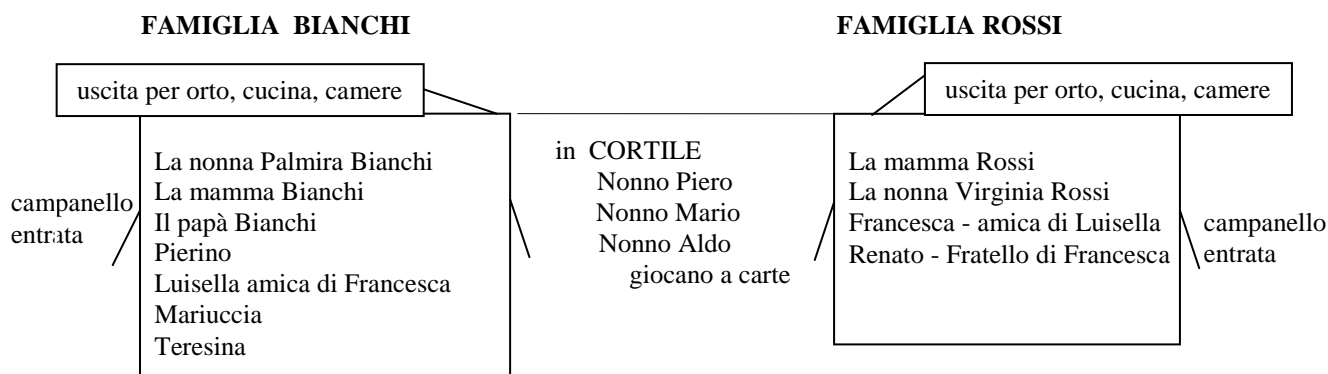 FAMIGLIA BIANCHI
FAMIGLIA ROSSI
uscita per orto, cucina, camere
uscita per orto, cucina, camere
campanello
entrata
La nonna Palmira Bianchi
La mamma Bianchi
Il papà Bianchi
Pierino
Luisella amica di Francesca
Mariuccia
Teresina
in CORTILE
Nonno Piero
Nonno Mario
Nonno Aldo
giocano a carte
La mamma Rossi
La nonna Virginia Rossi
Francesca - amica di Luisella
Renato - Fratello di Francesca
campanello
entrata